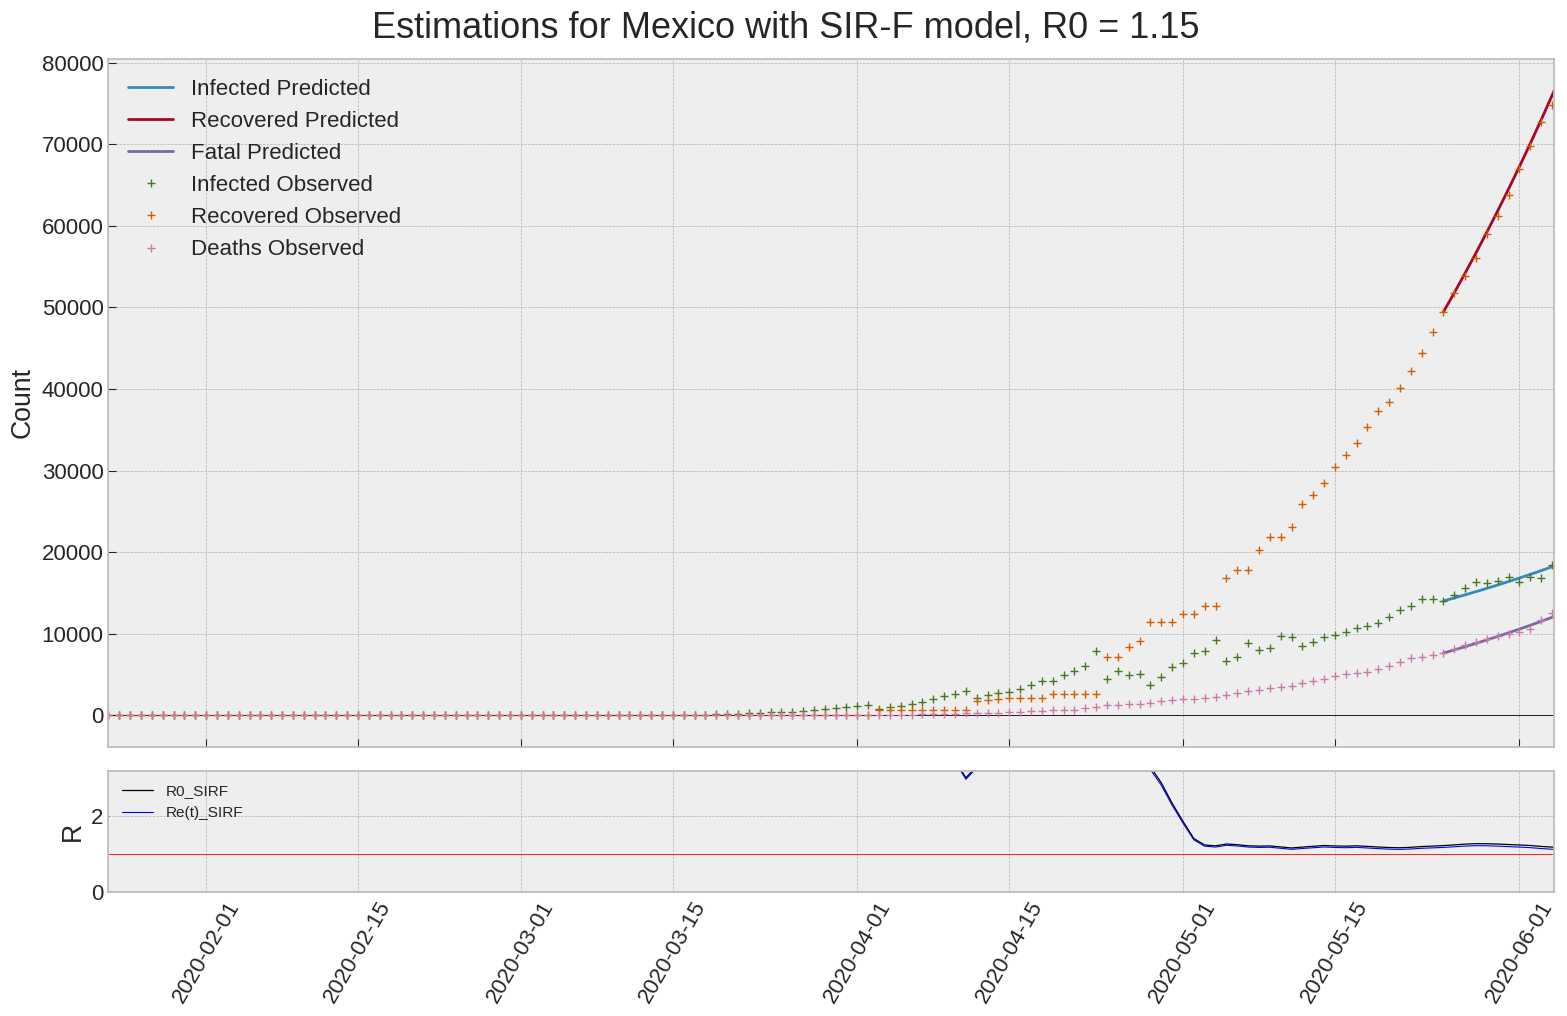 Estimations for Mexico with SIR-F model, R0 = 1.15
80000
70000
60000
50000
40000
30000
20000
10000
0
Count
Infected Predicted
Recovered Predicted
Fatal Predicted
Infected Observed
Recovered Observed
Deaths Observed
R0_SIRF
Re(t)_SIRF
2
0
R
2020-02-01
2020-02-15
2020-03-01
2020-03-15
2020-04-01
2020-04-15
2020-05-01
2020-05-15
2020-06-01